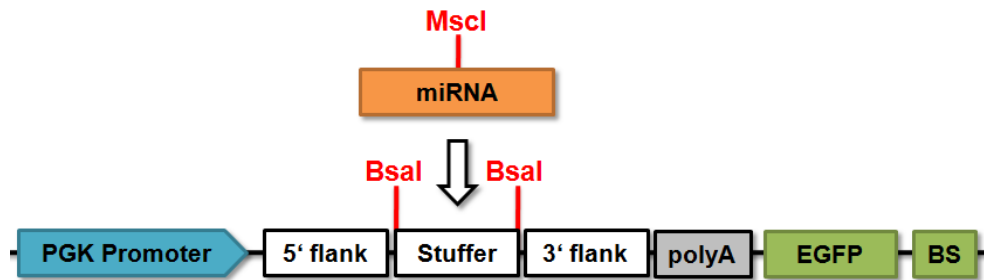 MscI
miRNA
BsaI BsaI
PGK Promoter 5‘ flank Stuffer 3‘ flank polyA EGFP BS